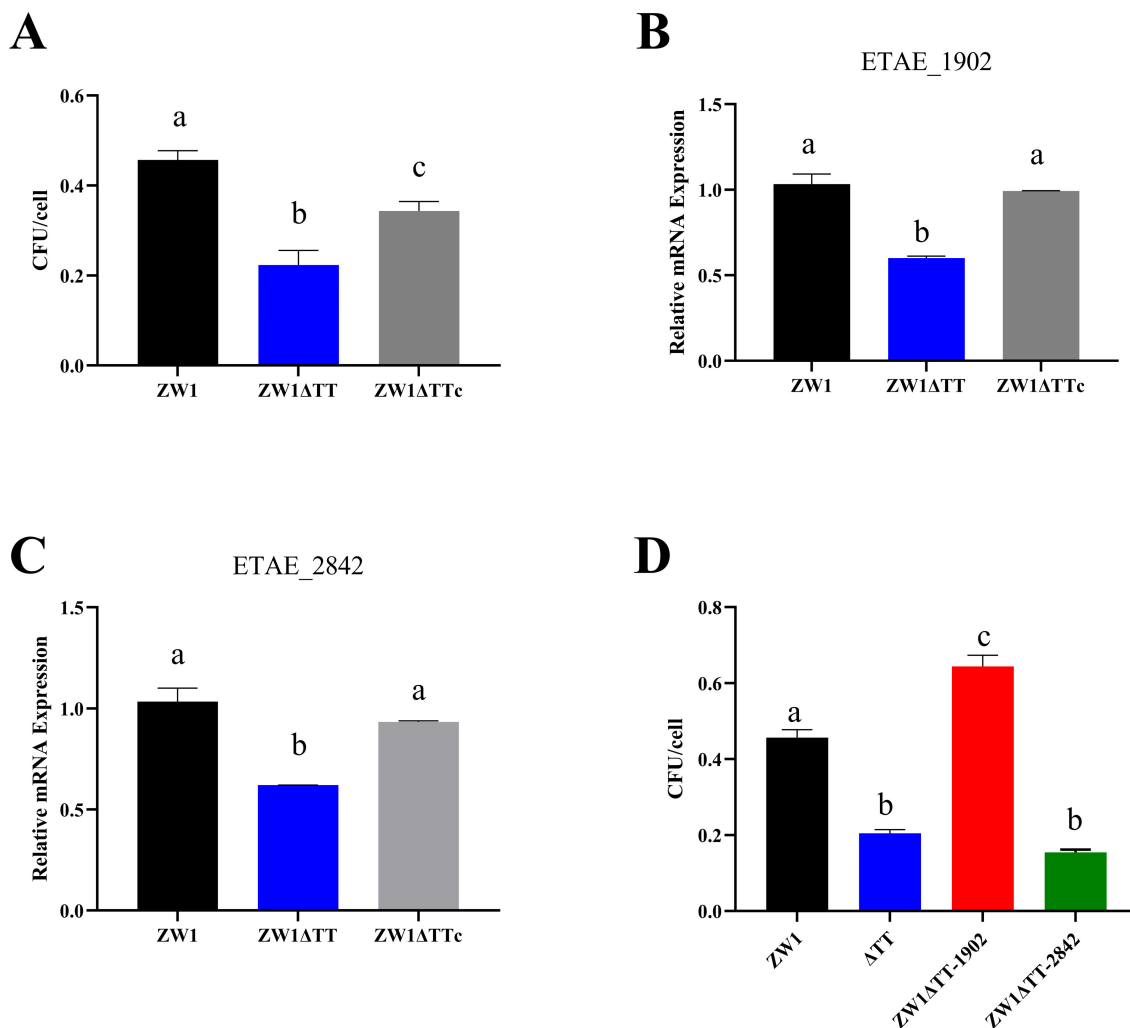 A
CFU/cell
0.6
0.4
0.2
0.0
a
b
c
ZW1
ZW1ΔTT
ZW1ΔTTc
B
ETAE_1902
Relative mRNA Expression
1.5
1.0
0.5
0.0
a
b
a
ZW1
ZW1ΔTT
ZW1ΔTTc
C
ETAE_2842
Relative mRNA Expression
1.5
1.0
0.5
0.0
a
b
a
ZW1
ZW1ΔTT
ZW1ΔTTc
D
CFU/cell
0.8
0.6
0.4
0.2
0.0
a
b
c
b
ZW1
ΔTT
ZW1ΔTT-1902
ZW1ΔTT-2842